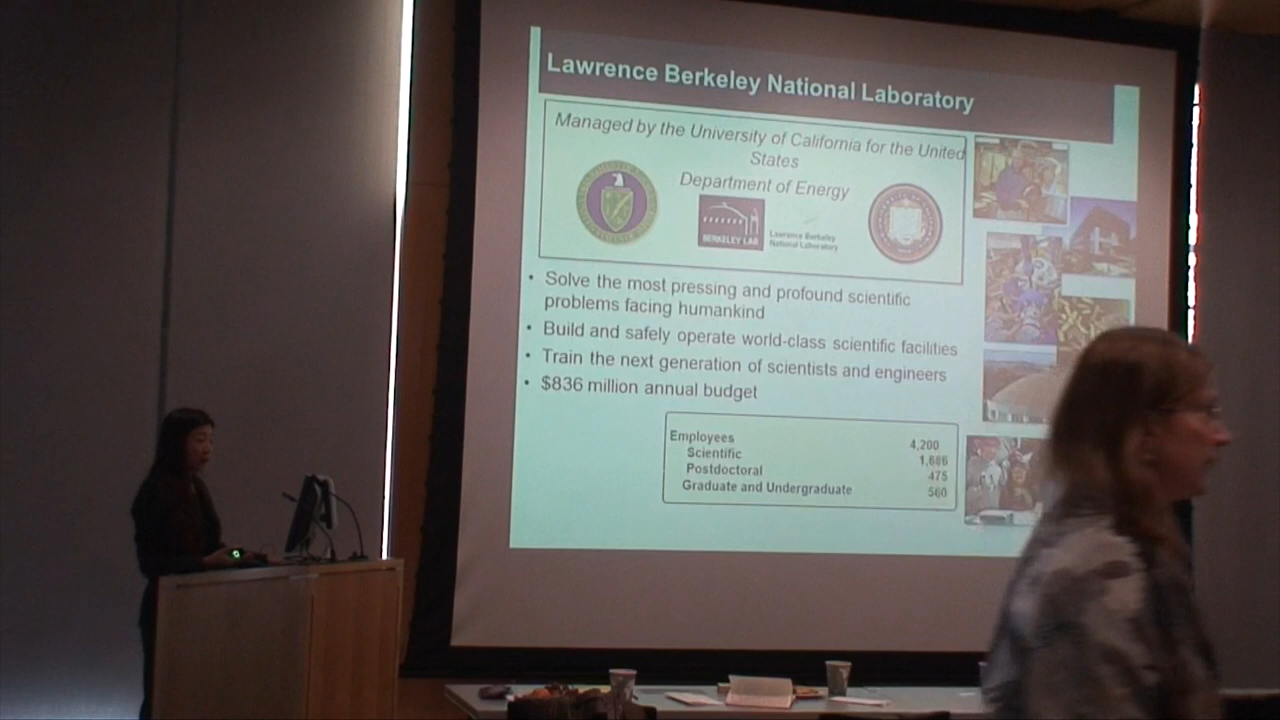 Lawrence Berkeley National Laboratory
Managed by the University of California for the United
States
Department of Energy
BERKELEY LAB
Lawrence Berkeley
National Laboratory
• Solve the most pressing and profound scientific
problems facing humankind
• Build and safely operate world-class scientific facilities
• Train the next generation of scientists and engineers
• $836 million annual budget
Employees 4,200
Scientific 1,686
Postdoctoral 475
Graduate and Undergraduate 560